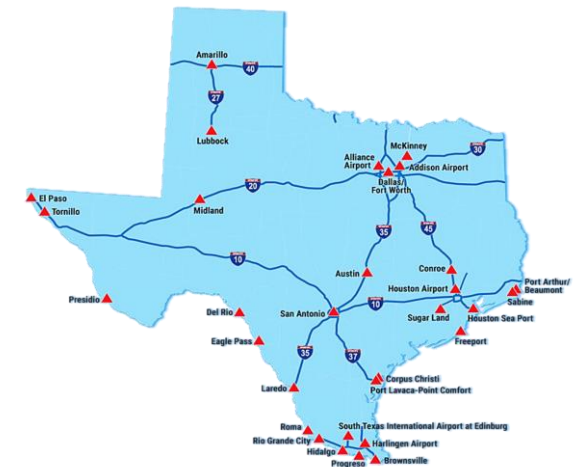 Amarillo
40
27
Lubbock
McKinney
30
Alliance
Airport
Addison Airport
Dallas/
Fort Worth
20
El Paso
Tornillo
Midland
35
45
10
Austin
Conroe
Houston Airport
Port Arthur/
Beaumont
Presidio
Del Rio
San Antonio
10
Sabine
Sugar Land
Houston Sea Port
Eagle Pass
Freeport
35
37
Laredo
Corpus Christi
Port Lavaca-Point Comfort
Roma
South Texas International Airport at Edinburg
Rio Grande City
Harlingen Airport
Hidalgo
Progreso
Brownsville